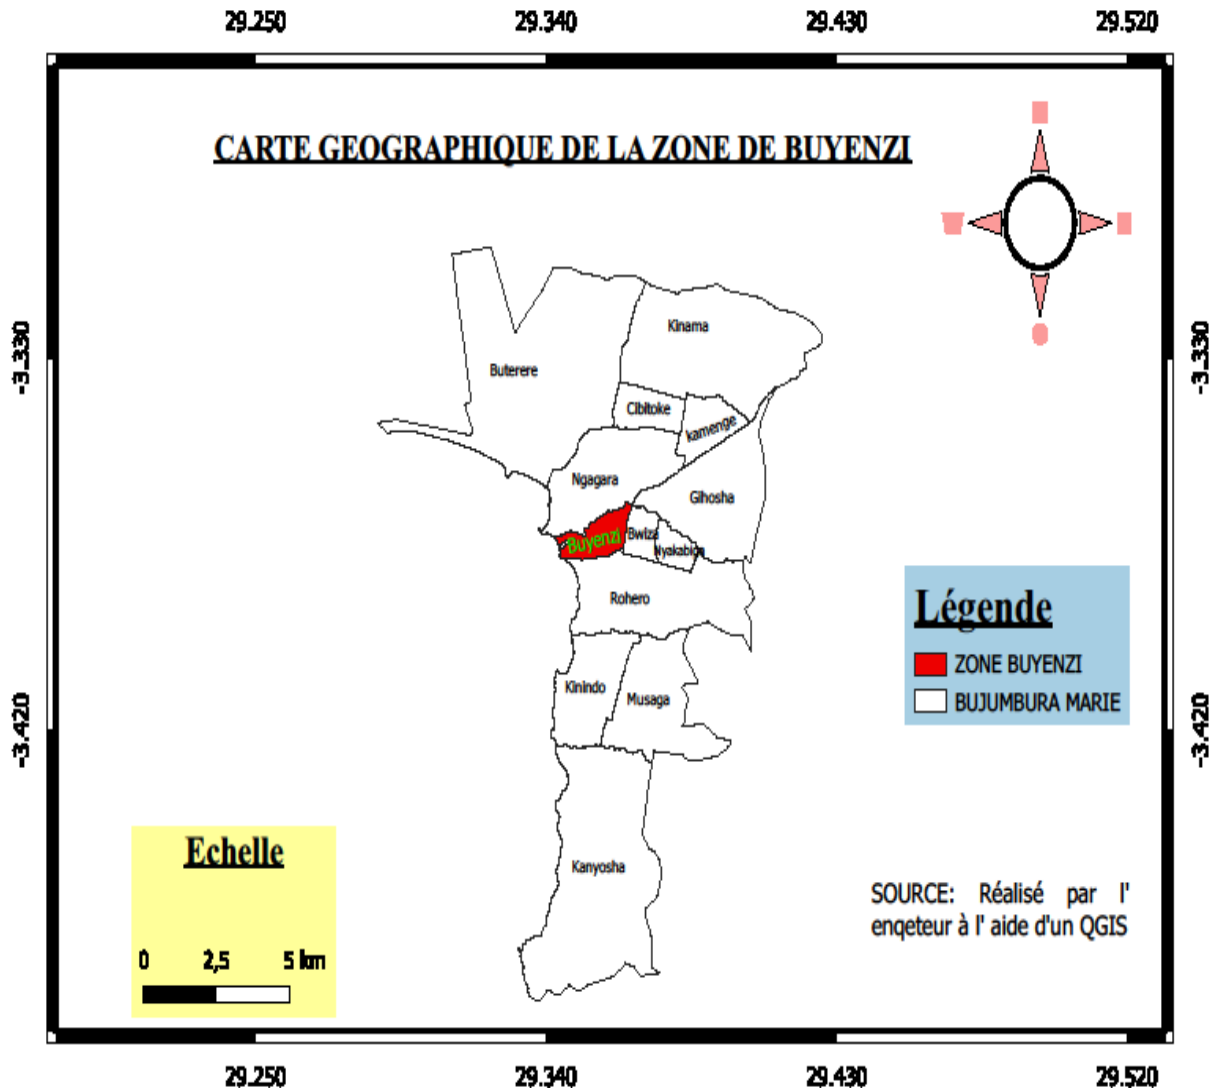 29.250 29.340 29.430 29.520
CARTE GEOGRAPHIQUE DE LA ZONE DE BUYENZI
-3.330 -3.330
Kinama
Buterere
Cibitoke
kamenge
Ngagara
Gihosha
Buyenzi
Bwiza
Nyakabiga
Rohero
Légende
ZONE BUYENZI
BUJUMBURA MARIE
Kinindo
Musaga
-3.420 -3.420
Kanyosha
Echelle
0 2,5 5 km
SOURCE: Réalisé par l'
enqeteur à l' aide d'un QGIS
29.250 29.340 29.430 29.520